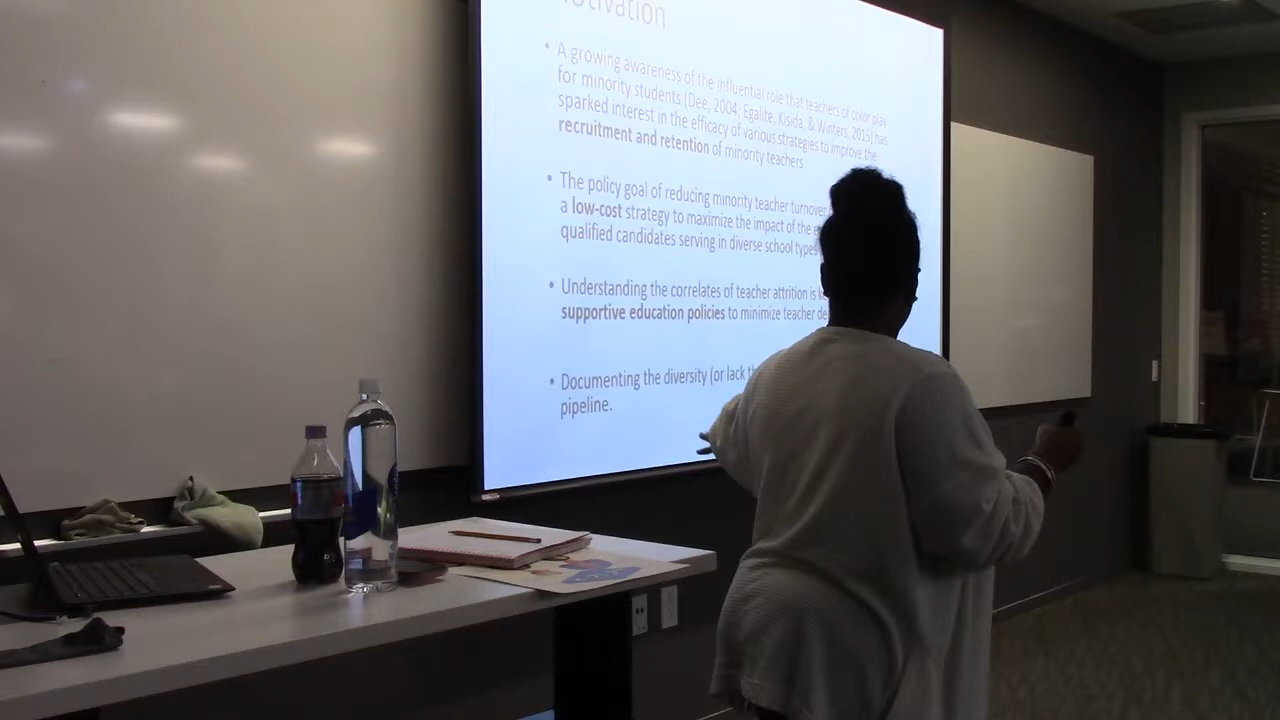 Motivation
• A growing awareness of the influential role that teachers of color play
for minority students (Dee, 2004; Egalite, Kisida, & Winters, 2015) has
sparked interest in the efficacy of various strategies to improve the
recruitment and retention of minority teachers
• The policy goal of reducing minority teacher turnover
a low-cost strategy to maximize the impact of the
qualified candidates serving in diverse school types
• Understanding the correlates of teacher attrition is
supportive education policies to minimize teacher
• Documenting the diversity (or lack
pipeline.